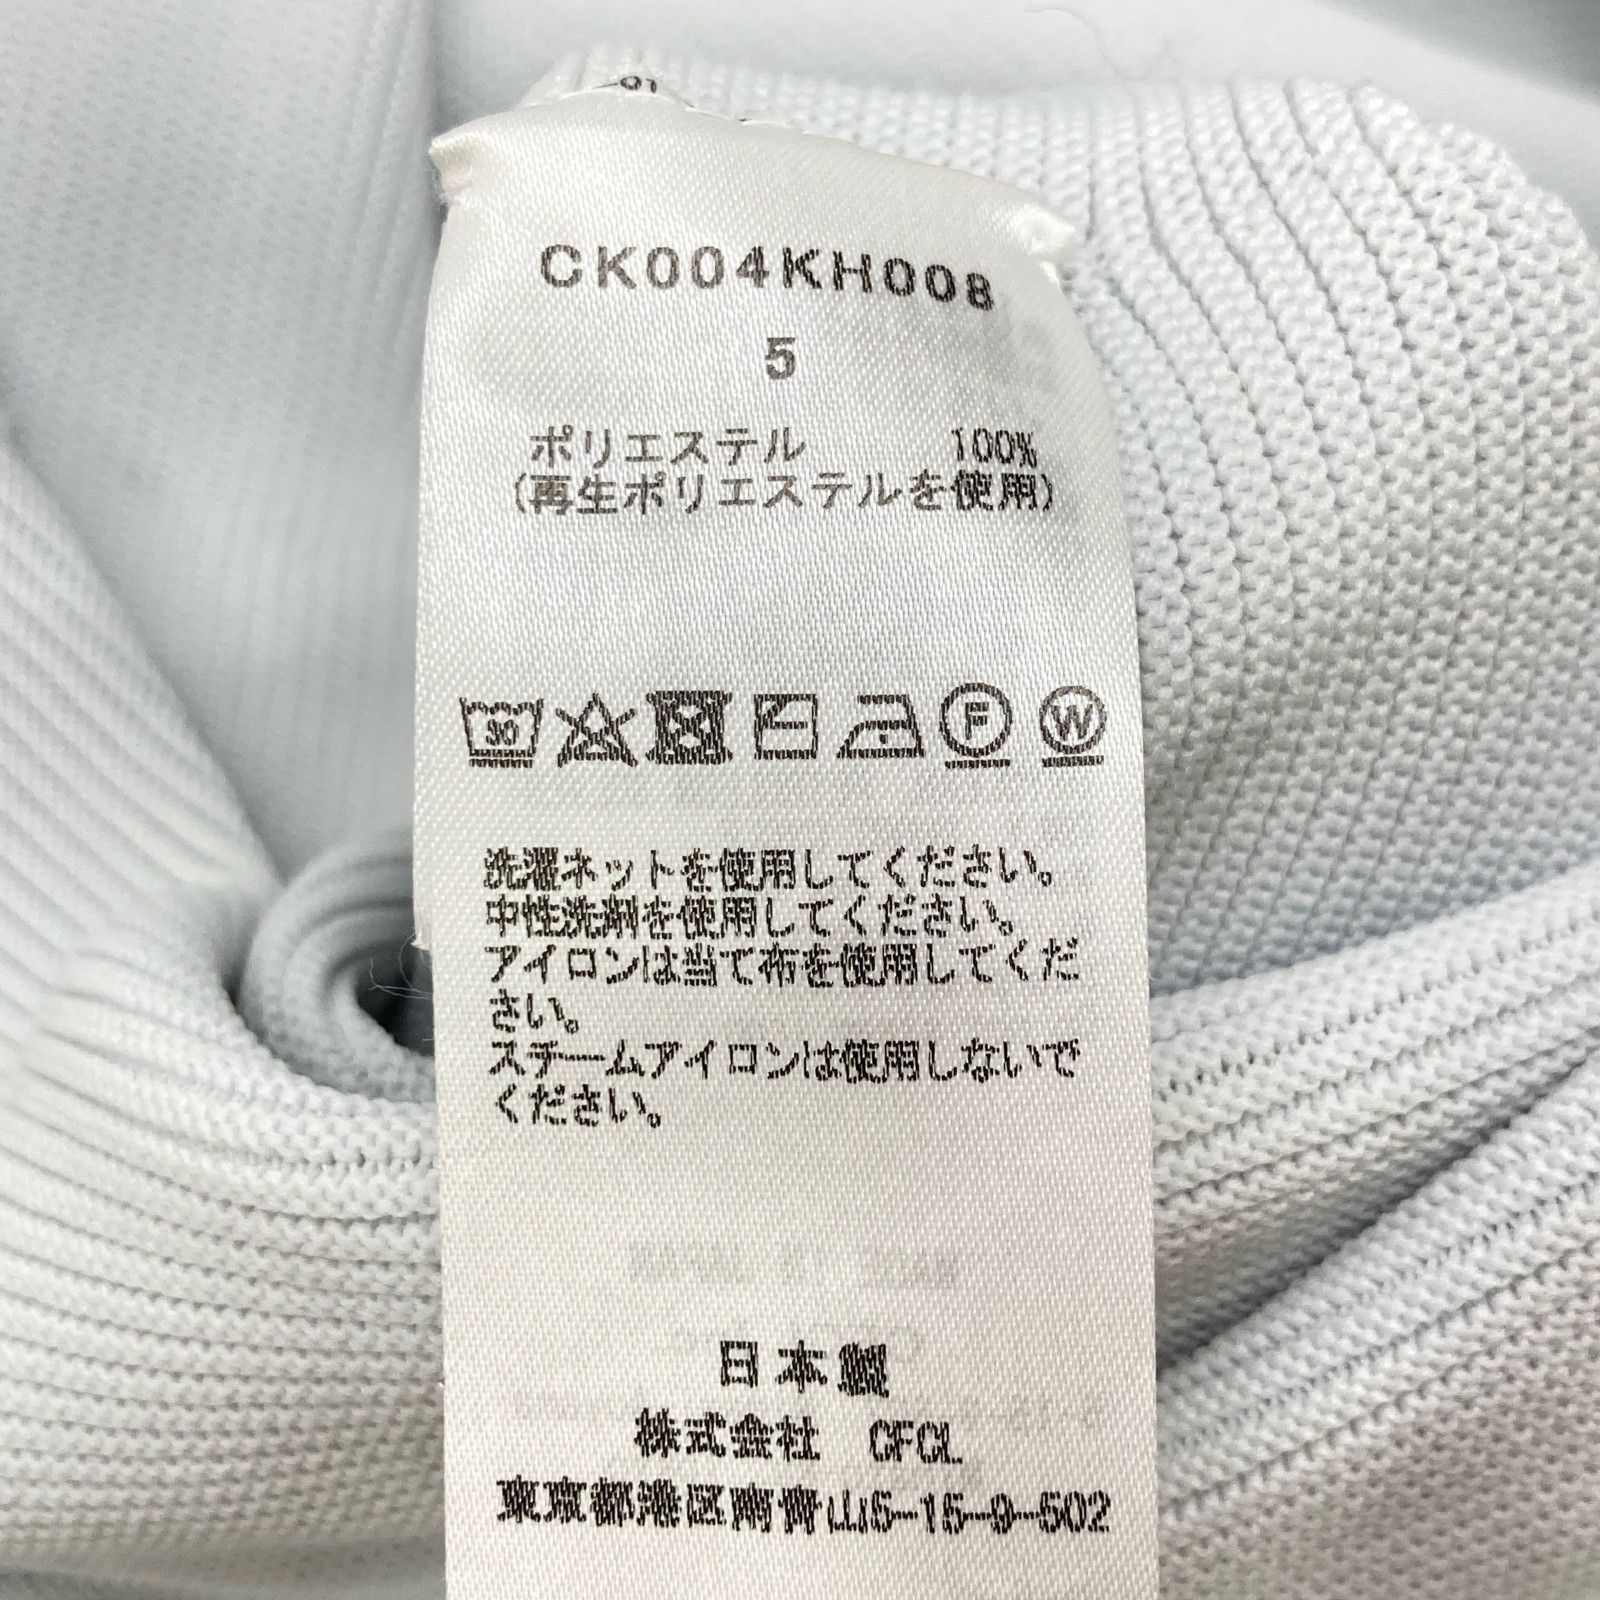 -01
CK004KH008
5
ポリエステル 100%
(再生ポリエステルを使用)
30
F
W
洗濯ネットを使用してください。
中性洗剤を使用してください。
アイロンは当て布を使用してくだ
さい。
スチームアイロンは使用しないで
ください。
日本製
株式会社 CFCL
東京都港区南青山5-15-9-502